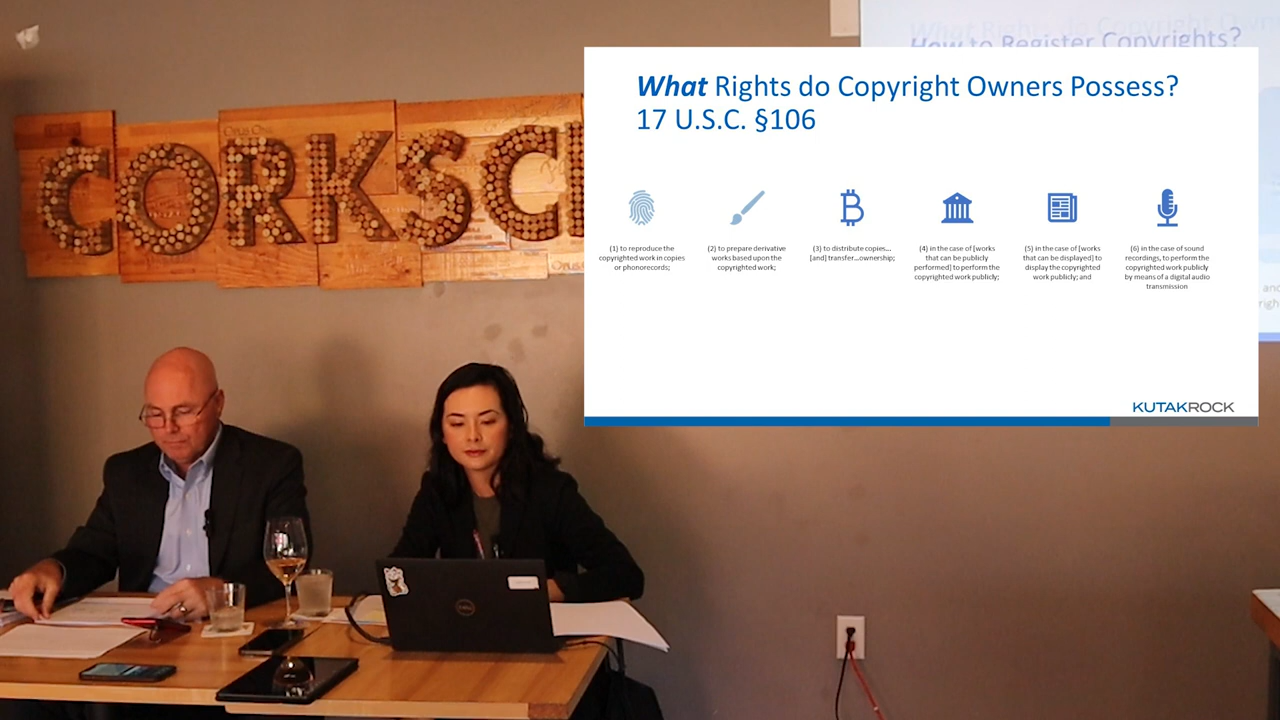 How to Register Copyrights?
What Rights do Copyright Owners Possess?
17 U.S.C. §106
CORKSC
(1) to reproduce the
copyrighted work in copies
or phonorecords;
(2) to prepare derivative
works based upon the
copyrighted work;
(3) to distribute copies...
[and] transfer...ownership;
(4) in the case of [works
that can be publicly
performed] to perform the
copyrighted work publicly;
(5) in the case of [works
that can be displayed] to
display the copyrighted
work publicly; and
(6) in the case of sound
recordings, to perform the
copyrighted work publicly
by means of a digital audio
transmission
KUTAKROCK
DELL